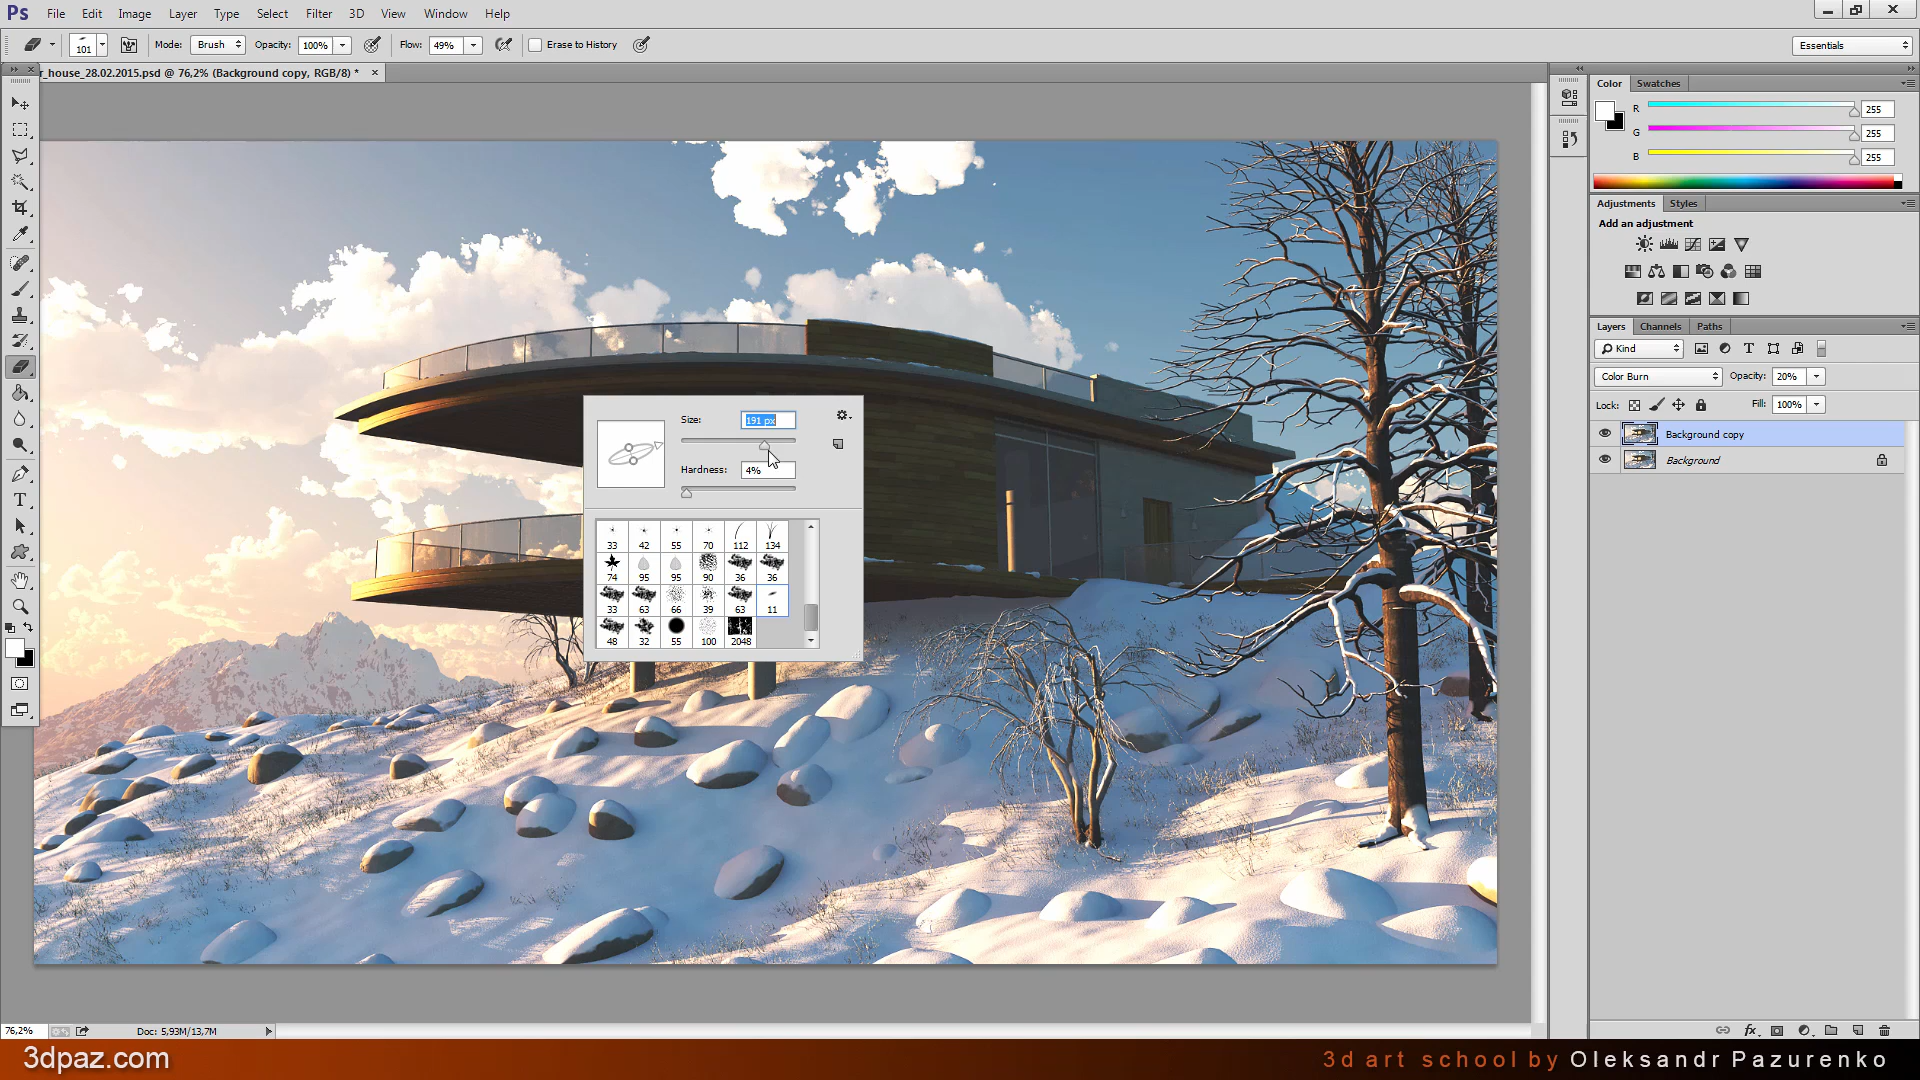 Ps File Edit Image Layer Type Select Filter 3D View Window Help
101 Mode: Brush Opacity: 100% Flow: 49% Erase to History Essentials
r_house_28.02.2015.psd @ 76,2% (Background copy, RGB/8) *
Color Swatches
R 255
G 255
B 255
Adjustments Styles
Add an adjustment
Layers Channels Paths
Kind
Color Burn Opacity: 20%
Lock: Fill: 100%
Background copy
Background
Size: 191 px
Hardness: 4%
33 42 55 70 112 134
74 95 95 90 36 36
33 63 66 39 63 11
48 32 55 100 2048
76,2% Doc: 5,93M/13,7M
3dpaz.com
3d art school by Oleksandr Pazurenko